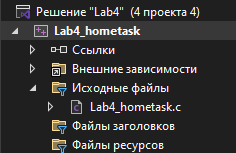 Решение "Lab4" (4 проекта 4)
Lab4_hometask
Ссылки
Внешние зависимости
Исходные файлы
Lab4_hometask.c
Файлы заголовков
Файлы ресурсов